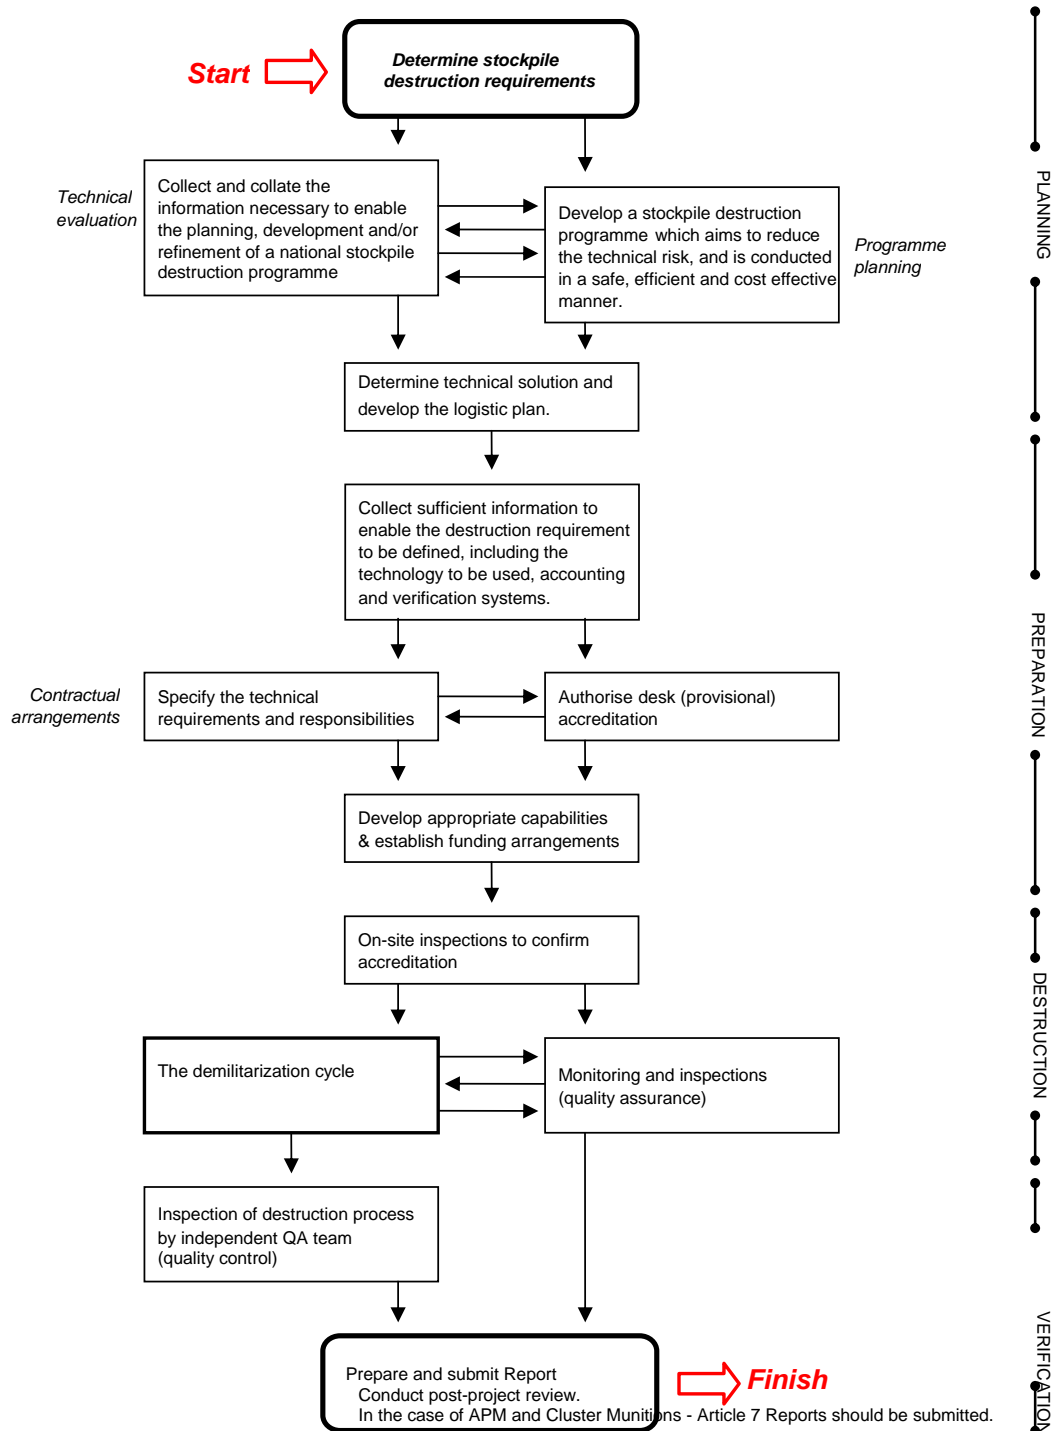 Start
Determine stockpile
destruction requirements
Technical
evaluation
Collect and collate the
information necessary to enable
the planning, development and/or
refinement of a national stockpile
destruction programme
Develop a stockpile destruction
programme which aims to reduce
the technical risk, and is conducted
in a safe, efficient and cost effective
manner.
Programme
planning
PLANNING
Determine technical solution and
develop the logistic plan.
Collect sufficient information to
enable the destruction requirement
to be defined, including the
technology to be used, accounting
and verification systems.
Contractual
arrangements
Specify the technical
requirements and responsibilities
Authorise desk (provisional)
accreditation
PREPARATION
Develop appropriate capabilities
& establish funding arrangements
On-site inspections to confirm
accreditation
The demilitarization cycle
Monitoring and inspections
(quality assurance)
DESTRUCTION
Inspection of destruction process
by independent QA team
(quality control)
Prepare and submit Report
Conduct post-project review.
In the case of APM and Cluster Munitions - Article 7 Reports should be submitted.
Finish
VERIFICATION